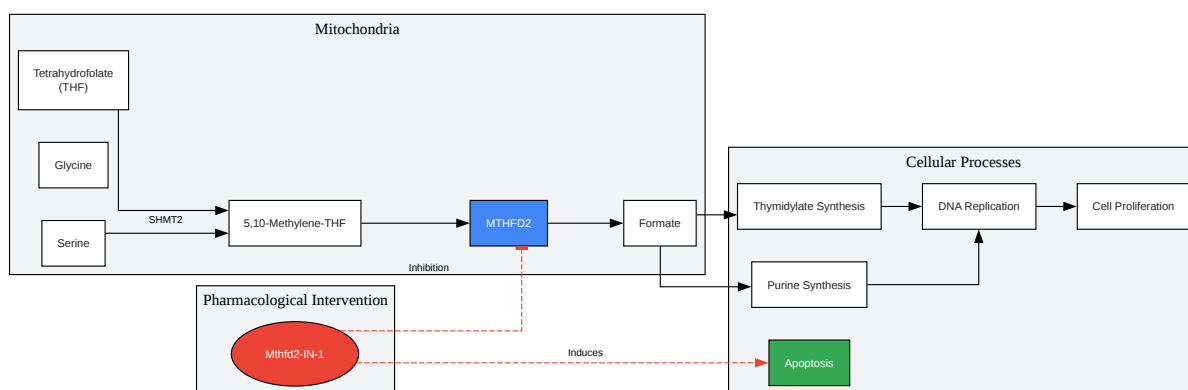 Mitochondria
Tetrahydrofolate
(THF)
Glycine
SHMT2
Serine
5,10-Methylene-THF
MTHFD2
Formate
Inhibition
Cellular Processes
Thymidylate Synthesis
DNA Replication
Cell Proliferation
Purine Synthesis
Apoptosis
Pharmacological Intervention
Mthfd2-IN-1
Induces